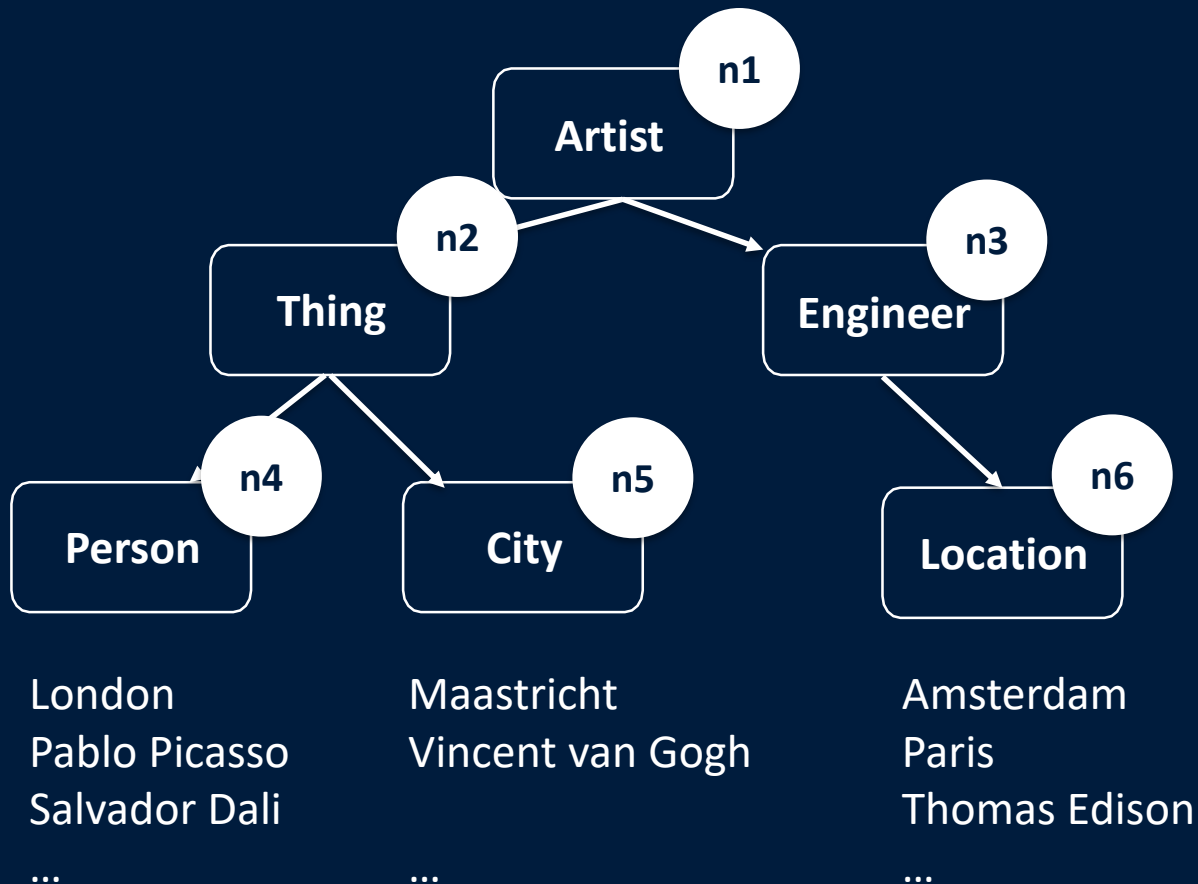 n1
Artist
n2
Thing
n3
Engineer
n4
Person
n5
City
n6
Location
London
Pablo Picasso
Salvador Dali
...
Maastricht
Vincent van Gogh
...
Amsterdam
Paris
Thomas Edison
...